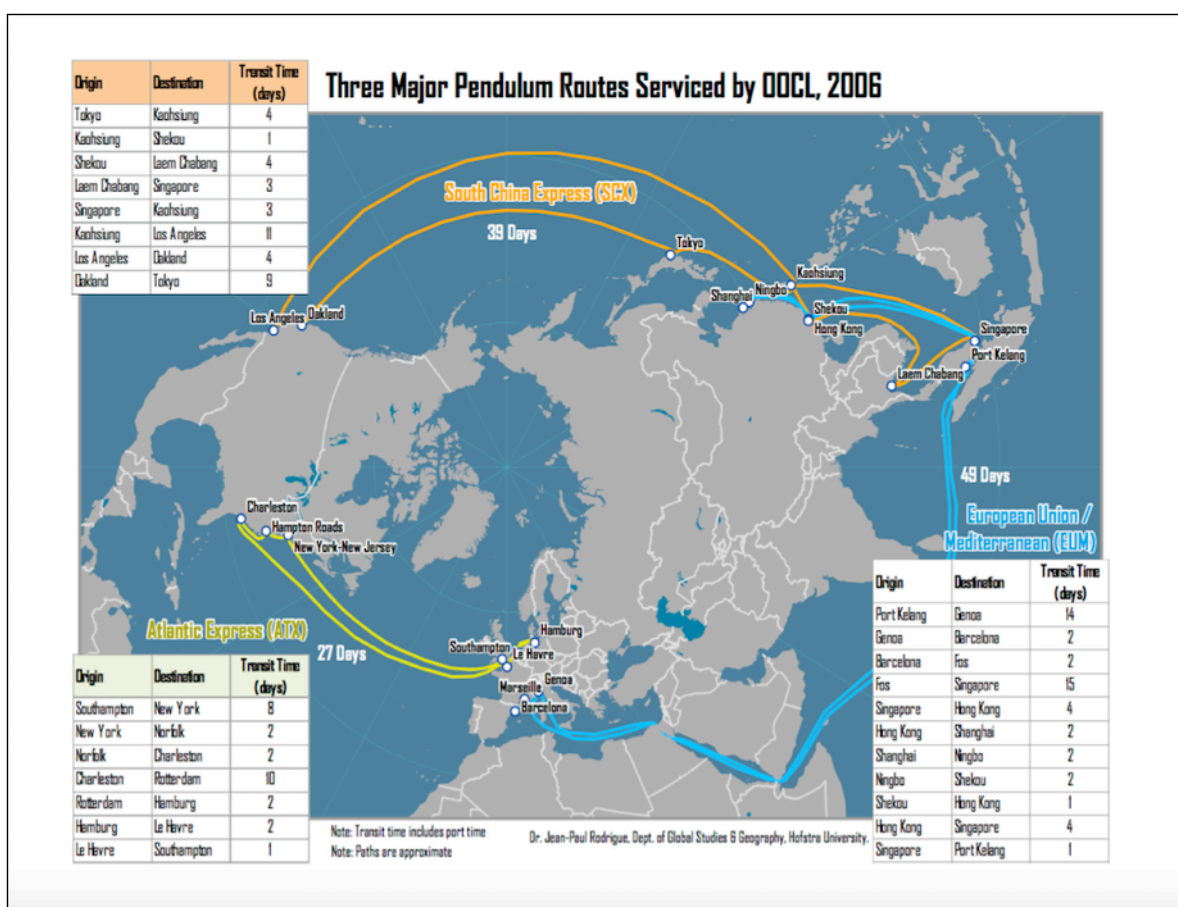 Three Major Pendulum Routes Serviced by OOCL, 2006
Origin Destination Transit Time (days)
Tokyo Kaohsiung 4
Kaohsiung Shekou 1
Shekou Laem Chabang 4
Laem Chabang Singapore 3
Singapore Kaohsiung 3
Kaohsiung Los Angeles 11
Los Angeles Oakland 4
Oakland Tokyo 9
South China Express (SCX)
39 Days
Tokyo
Kaohsiung
Ningbo
Shanghai
Shekou
Hong Kong
Los Angeles
Oakland
Singapore
Port Kelang
Laem Chabang
49 Days
European Union /
Mediterranean (EUM)
Charleston
Hampton Roads
New York-New Jersey
Atlantic Express (ATX)
27 Days
Hamburg
Southampton
Le Havre
Genoa
Marseille
Barcelona
Origin Destination Transit Time (days)
Southampton New York 8
New York Norfolk 2
Norfolk Charleston 2
Charleston Rotterdam 10
Rotterdam Hamburg 2
Hamburg Le Havre 2
Le Havre Southampton 1
Origin Destination Transit Time (days)
Port Kelang Genoa 14
Genoa Barcelona 2
Barcelona Fos 2
Fos Singapore 15
Singapore Hong Kong 4
Hong Kong Shanghai 2
Shanghai Ningbo 2
Ningbo Shekou 2
Shekou Hong Kong 1
Hong Kong Singapore 4
Singapore Port Kelang 1
Note: Transit time includes port time
Note: Paths are approximate
Dr. Jean-Paul Rodrigue, Dept. of Global Studies & Geography, Hofstra University,